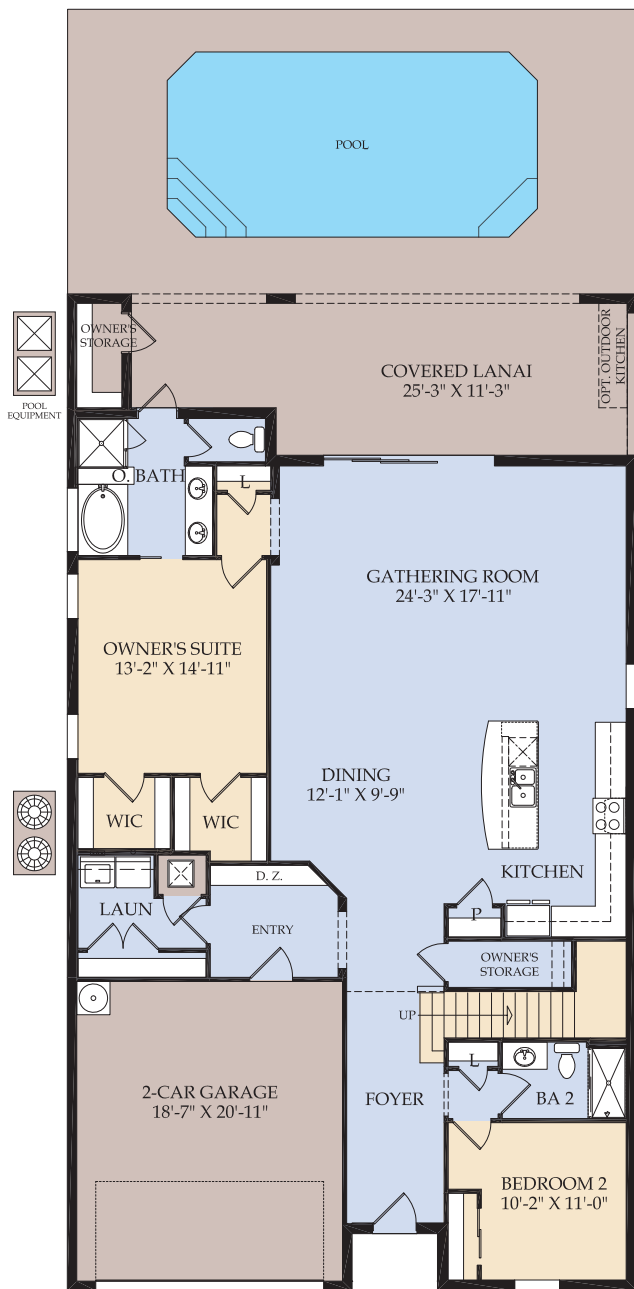 POOL
OWNER'S
STORAGE
COVERED LANAI
25'-3" X 11'-3"
OPT. OUTDOOR
KITCHEN
POOL
EQUIPMENT
O. BATH
L
GATHERING ROOM
24'-3" X 17'-11"
OWNER'S SUITE
13'-2" X 14'-11"
DINING
12'-1" X 9'-9"
WIC
WIC
KITCHEN
D. Z.
LAUN
P
ENTRY
OWNER'S
STORAGE
UP
L
2-CAR GARAGE
18'-7" X 20'-11"
FOYER
BA 2
BEDROOM 2
10'-2" X 11'-0"